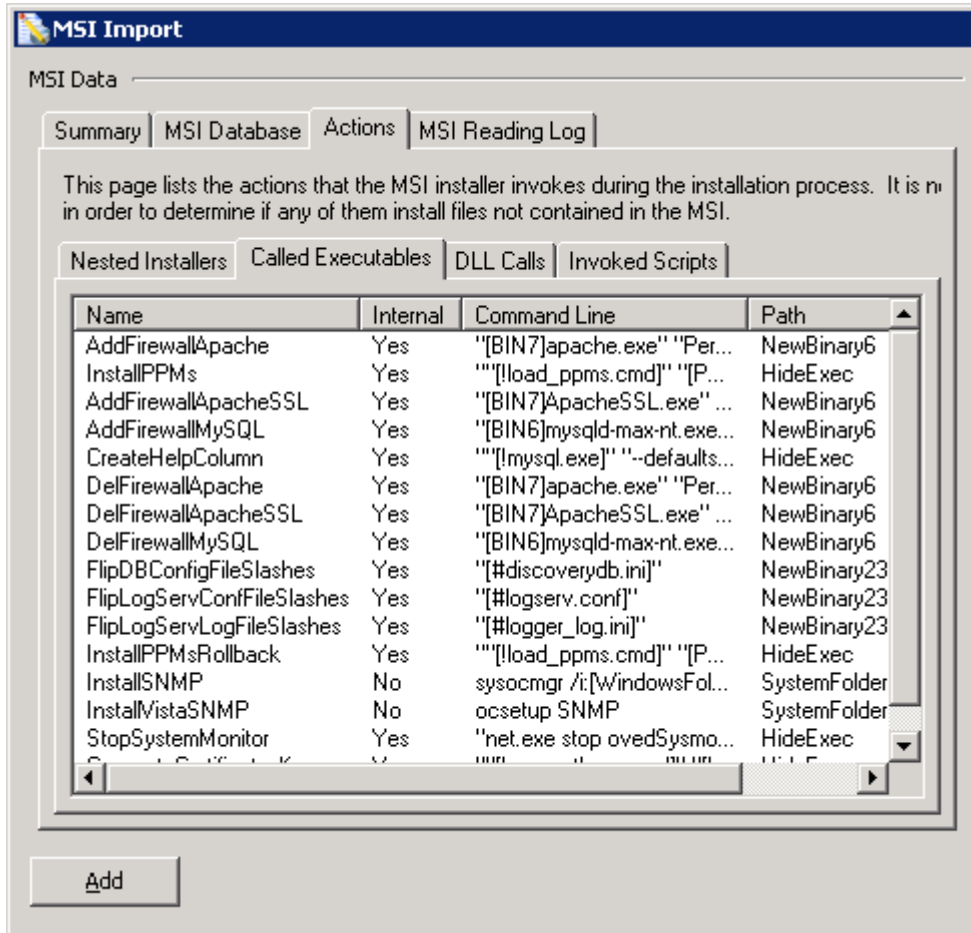 MSI Import
MSI Data
Summary MSI Database Actions MSI Reading Log
This page lists the actions that the MSI installer invokes during the installation process. It is
in order to determine if any of them install files not contained in the MSI.
Nested Installers Called Executables DLL Calls Invoked Scripts
Name Internal Command Line Path
AddFirewallApache Yes "[BIN7]apache.exe" "Per... NewBinary6
InstallPPMs Yes ""[!load_ppms.cmd]" "[P... HideExec
AddFirewallApacheSSL Yes "[BIN7]ApacheSSL.exe" ... NewBinary6
AddFirewallMySQL Yes "[BIN6]mysqld-max-nt.exe... NewBinary6
CreateHelpColumn Yes ""[!mysql.exe]" "--defaults... HideExec
DelFirewallApache Yes "[BIN7]apache.exe" "Per... NewBinary6
DelFirewallApacheSSL Yes "[BIN7]ApacheSSL.exe" ... NewBinary6
DelFirewallMySQL Yes "[BIN6]mysqld-max-nt.exe... NewBinary6
FlipDBConfigFileSlashes Yes "[#discoverydb.ini]" NewBinary23
FlipLogServConfFileSlashes Yes "[#logserv.conf]" NewBinary23
FlipLogServLogFileSlashes Yes "[#logger_log.ini]" NewBinary23
InstallPPMsRollback Yes ""[!load_ppms.cmd]" "[P... HideExec
InstallSNMP No sysocmgr /i:[WindowsFol... SystemFolder
InstallVistaSNMP No ocsetup SNMP SystemFolder
StopSystemMonitor Yes "net.exe stop ovedSysmo... HideExec
Add